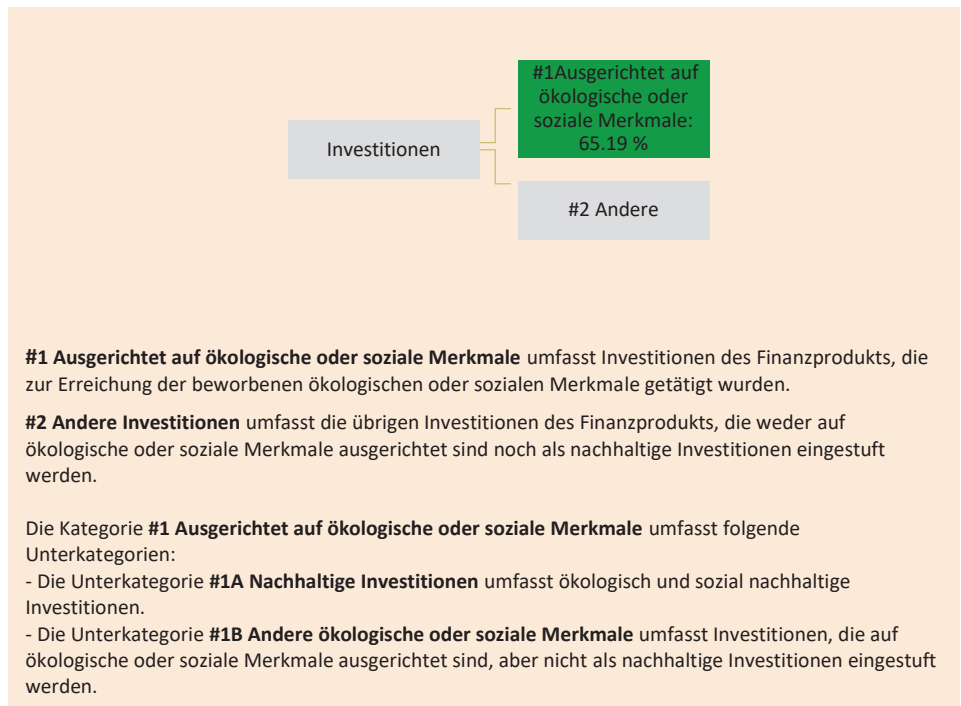 #1Ausgerichtet auf
ökologische oder
soziale Merkmale:
65.19 %
Investitionen
#2 Andere
#1 Ausgerichtet auf ökologische oder soziale Merkmale umfasst Investitionen des Finanzprodukts, die
zur Erreichung der beworbenen ökologischen oder sozialen Merkmale getätigt wurden.
#2 Andere Investitionen umfasst die übrigen Investitionen des Finanzprodukts, die weder auf
ökologische oder soziale Merkmale ausgerichtet sind noch als nachhaltige Investitionen eingestuft
werden.
Die Kategorie #1 Ausgerichtet auf ökologische oder soziale Merkmale umfasst folgende
Unterkategorien:
- Die Unterkategorie #1A Nachhaltige Investitionen umfasst ökologisch und sozial nachhaltige
Investitionen.
- Die Unterkategorie #1B Andere ökologische oder soziale Merkmale umfasst Investitionen, die auf
ökologische oder soziale Merkmale ausgerichtet sind, aber nicht als nachhaltige Investitionen eingestuft
werden.